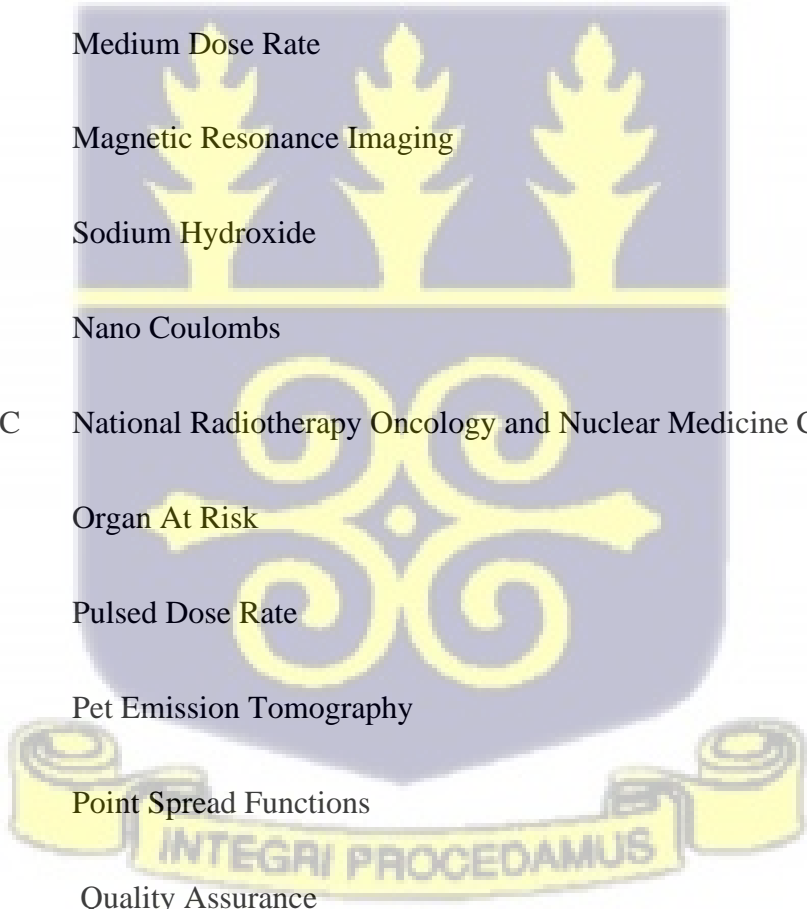 Medium Dose Rate
Magnetic Resonance Imaging
Sodium Hydroxide
Nano Coulombs
C National Radiotherapy Oncology and Nuclear Medicine C
Organ At Risk
Pulsed Dose Rate
Pet Emission Tomography
Point Spread Functions
INTEGRI PROCEDAMUS
Quality Assurance